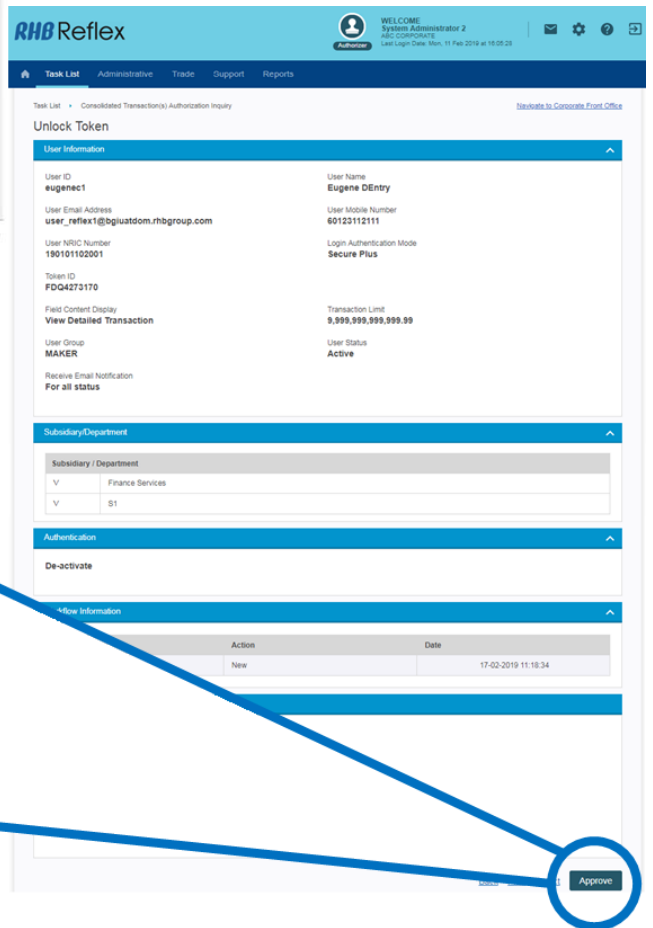 RHB Reflex
Authorizer
WELCOME
System Administrator 2
ABC CORPORATE
Last Login Date: Mon, 11 Feb 2019 at 16:05:28
Task List Administrative Trade Support Reports
Task List Consolidated Transaction(s) Authorization Inquiry Navigate to Corporate Front Office
Unlock Token
User Information
User ID User Name
eugenec1 Eugene DEntry
User Email Address User Mobile Number
user_reflex1@bgiuatdom.rhbgroup.com 60123112111
User NRIC Number Login Authentication Mode
190101102001 Secure Plus
Token ID
FDQ4273170
Field Content Display Transaction Limit
View Detailed Transaction 9,999,999,999,999.99
User Group User Status
MAKER Active
Receive Email Notification
For all status
Subsidiary/Department
Subsidiary / Department
V Finance Services
V S1
Authentication
De-activate
Information
Action Date
New 17-02-2019 11:18:34
Approve